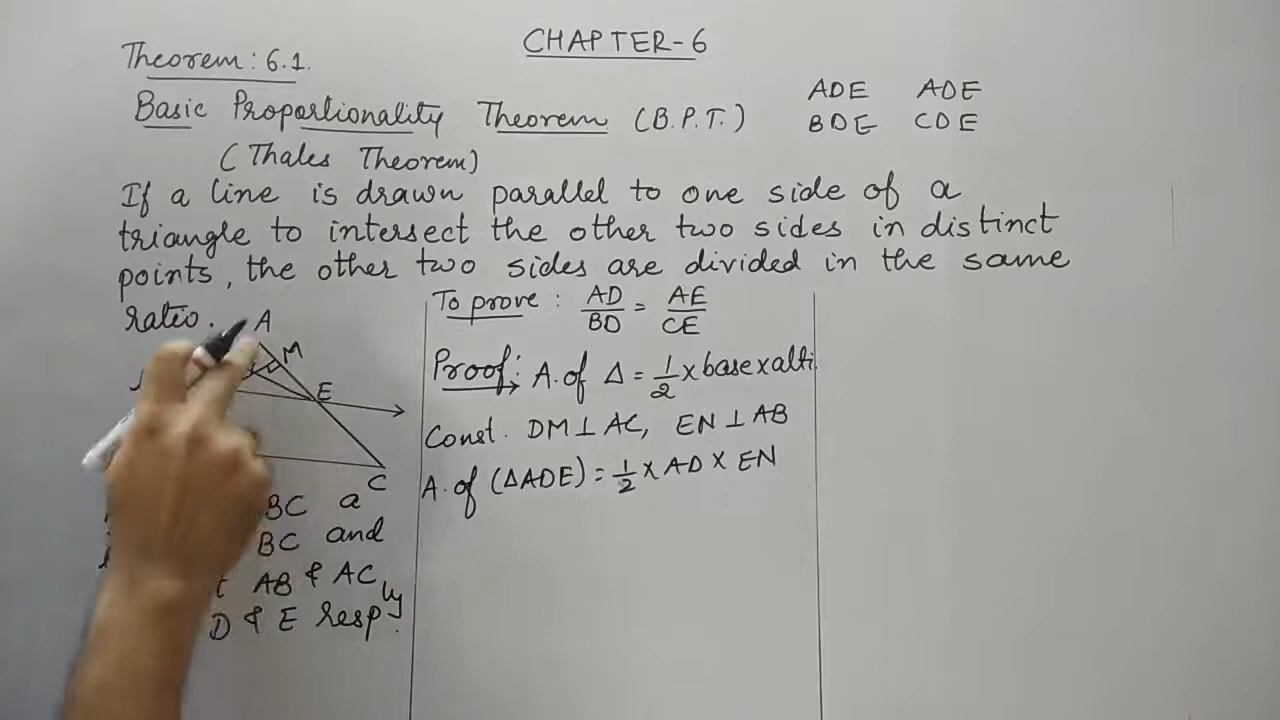 CHAPTER-6
Theorem: 6.1.
Basic Proportionality Theorem (B.P.T.)
ADE ADE
BDE CDE
(Thales Theorem)
If a line is drawn parallel to one side of a
triangle to intersect the other two sides in distinct
points, the other two sides are divided in the same
ratio.
A
M
E
C
BC a
BC and
AB & AC
D & E resply.
To prove : AD/BD = AE/CE
Proof: A. of Δ = 1/2 x base x alti
Const. DM ⊥ AC, EN ⊥ AB
A. of (ΔADE) = 1/2 x AD x EN